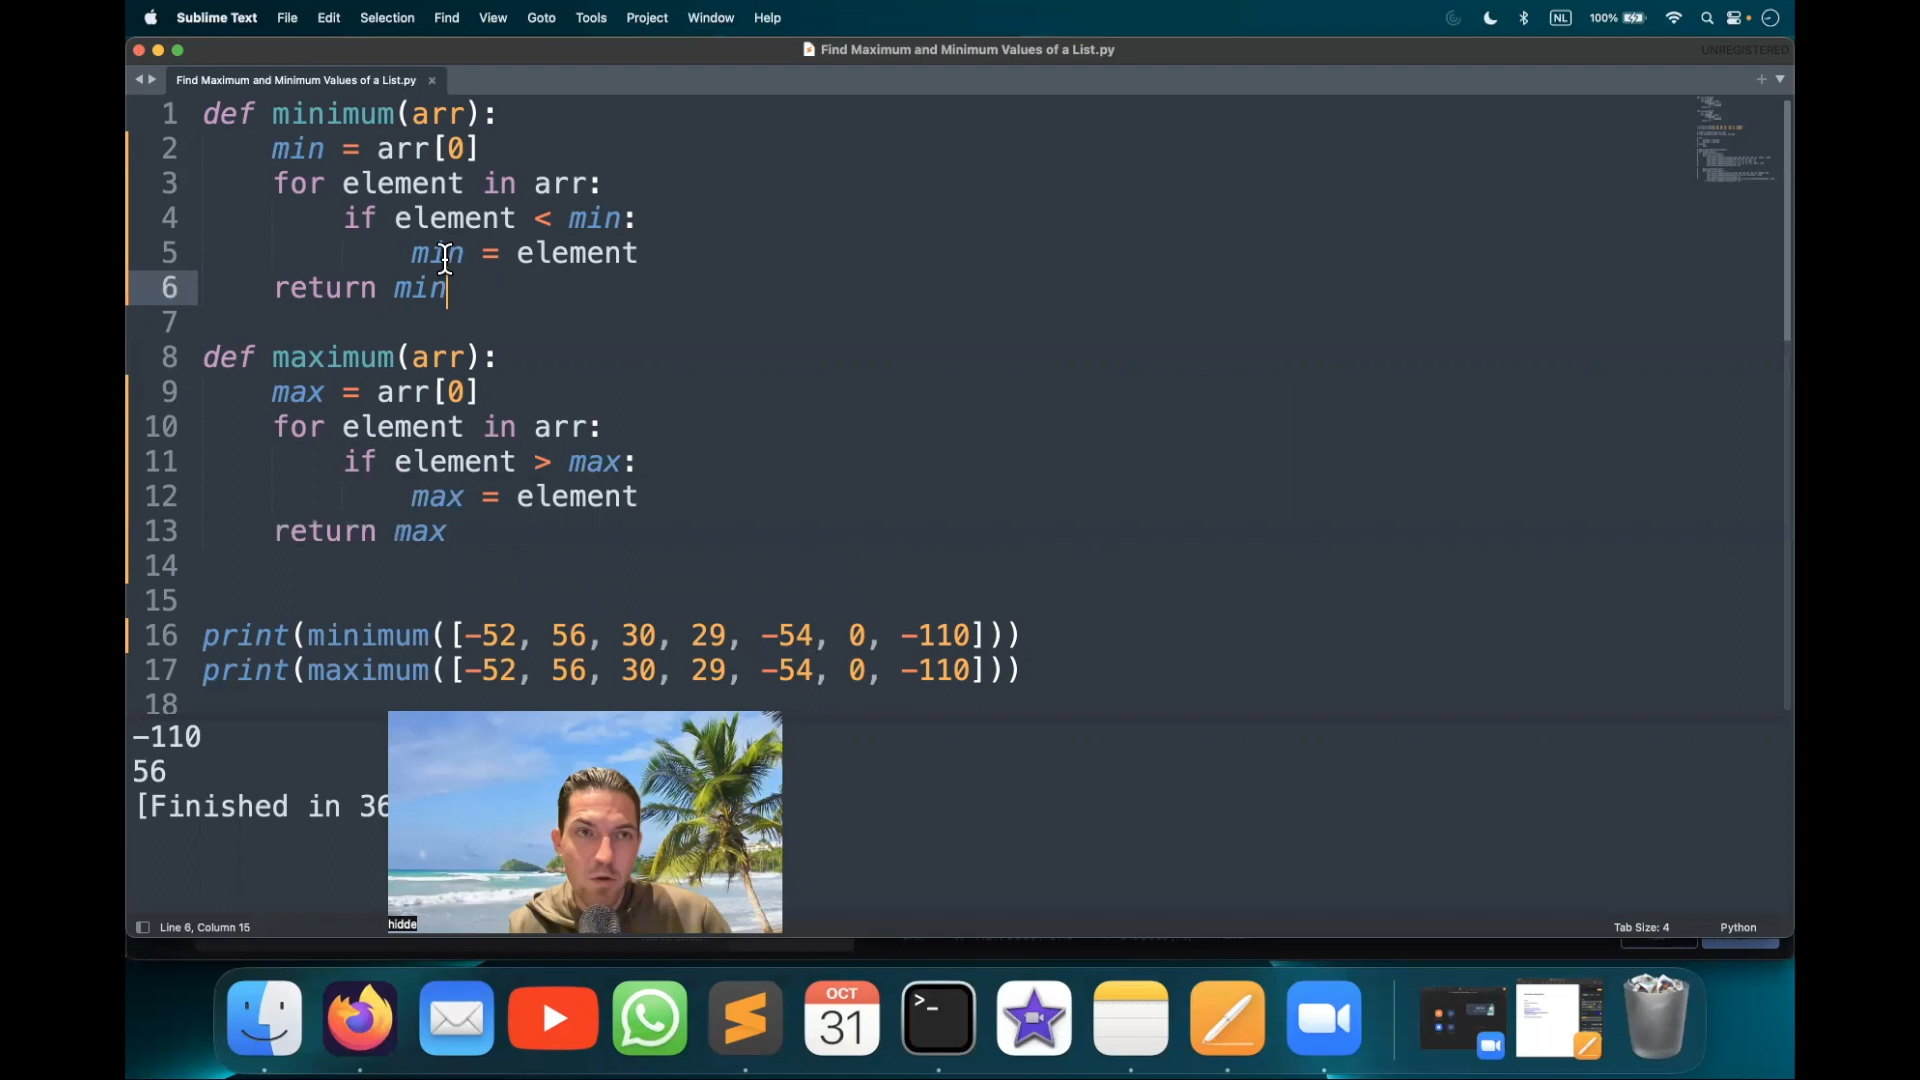 Sublime Text File Edit Selection Find View Goto Tools Project Window Help NL 100%
Find Maximum and Minimum Values of a List.py UNREGISTERED
Find Maximum and Minimum Values of a List.py ×
1 def minimum(arr):
2 min = arr[0]
3 for element in arr:
4 if element < min:
5 min = element
6 return min
7
8 def maximum(arr):
9 max = arr[0]
10 for element in arr:
11 if element > max:
12 max = element
13 return max
14
15
16 print(minimum([-52, 56, 30, 29, -54, 0, -110]))
17 print(maximum([-52, 56, 30, 29, -54, 0, -110]))
18
-110
56
[Finished in 36
hidde
Line 6, Column 15 Tab Size: 4 Python
OCT
31
>_